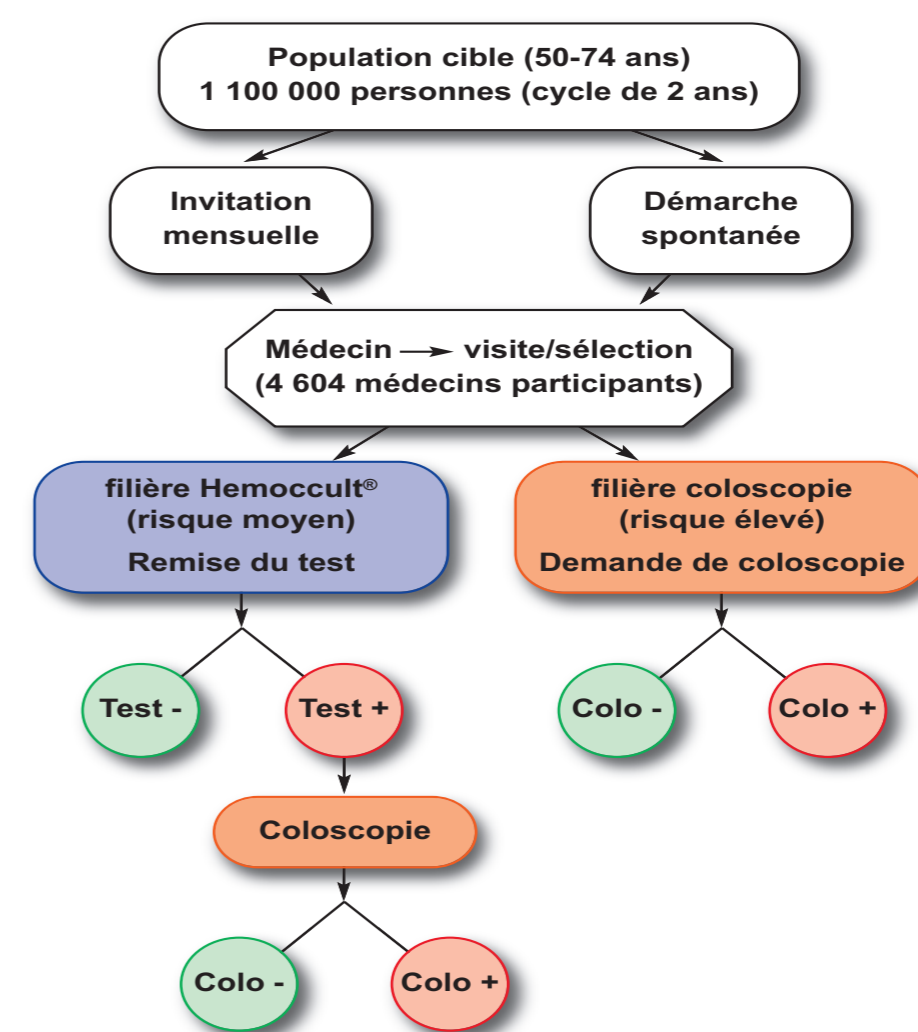 Population cible (50-74 ans)
1 100 000 personnes (cycle de 2 ans)
Invitation
mensuelle
Démarche
spontanée
Médecin → visite/sélection
(4 604 médecins participants)
filière Hemoccult®
(risque moyen)
Remise du test
filière coloscopie
(risque élevé)
Demande de coloscopie
Test -
Test +
Colo -
Colo +
Coloscopie
Colo -
Colo +